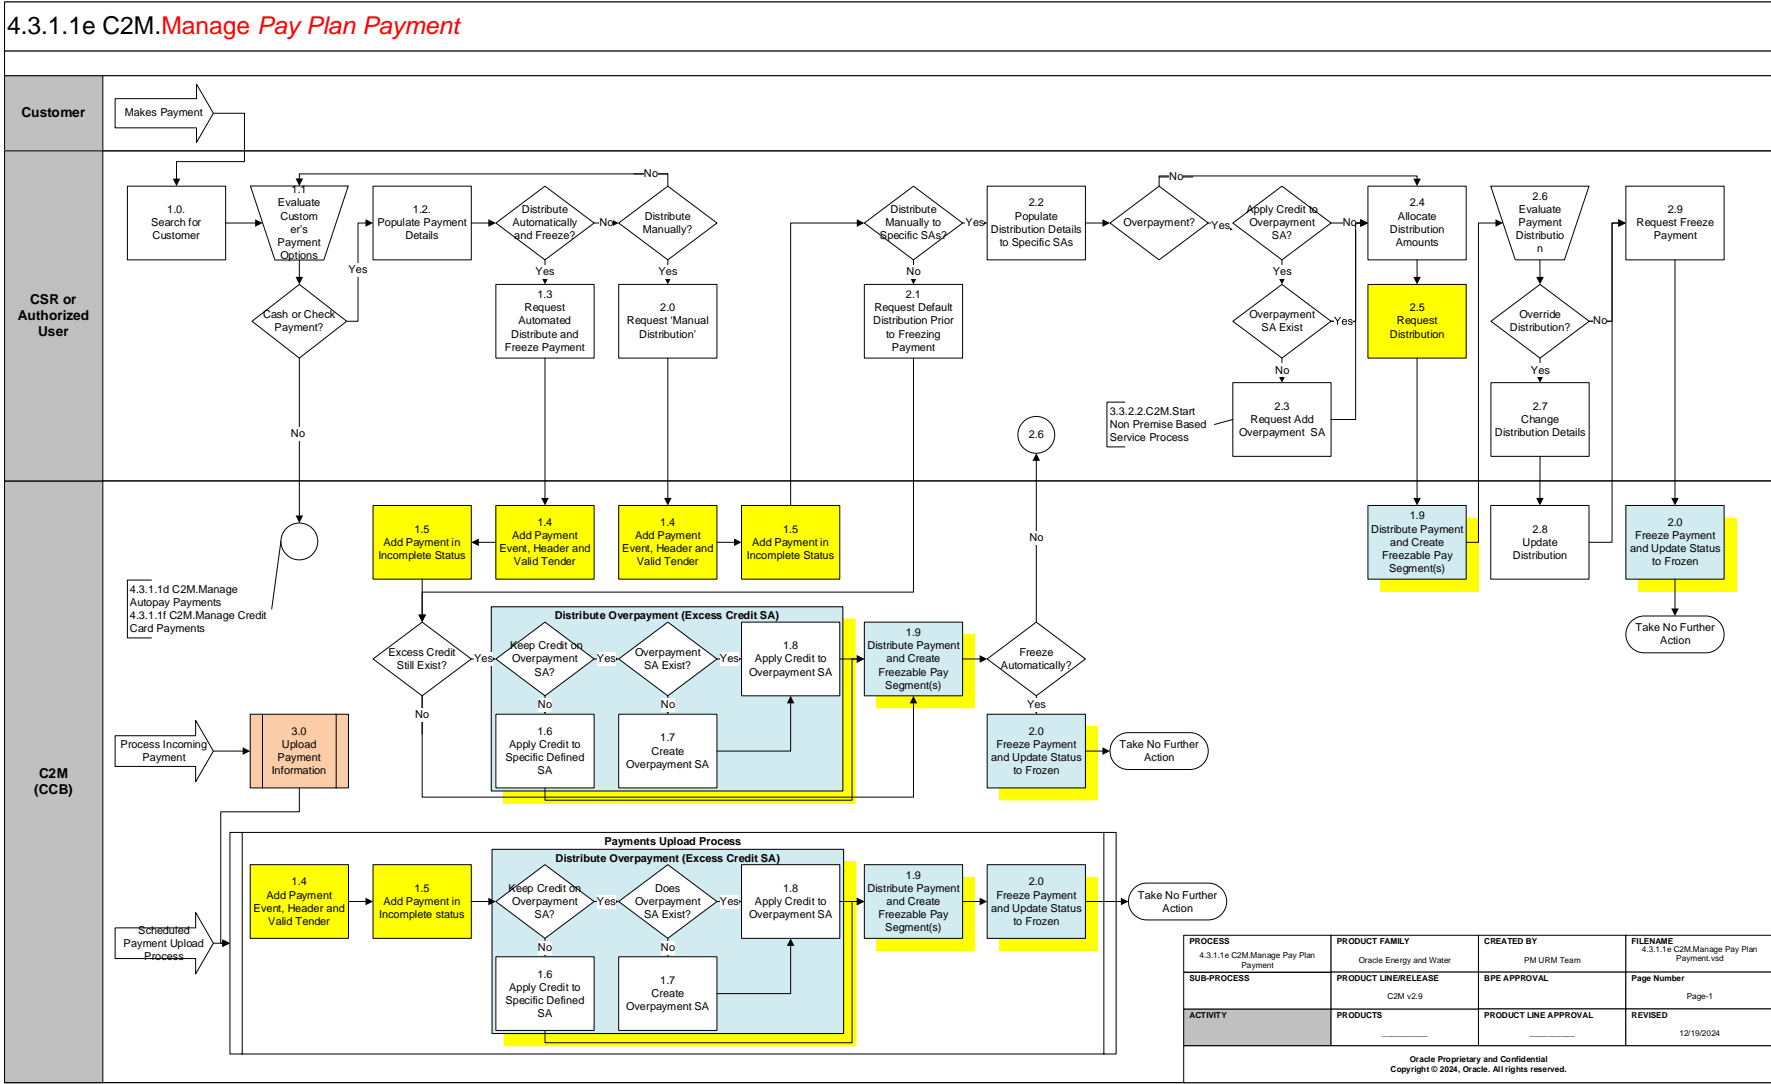 4.3.1.1e C2M.Manage Pay Plan Payment
Customer
Makes Payment
CSR or
Authorized
User
1.0.
Search for
Customer
1.1
Evaluate
Custom
er's
Payment
Options
Cash or Check
Payment?
Yes
No
1.2.
Populate Payment
Details
Distribute
Automatically
and Freeze?
No
Yes
1.3
Request
Automated
Distribute and
Freeze Payment
No
Distribute
Manually?
Yes
2.0
Request ‘Manual
Distribution’
Distribute
Manually to
Specific SAs?
Yes
No
2.1
Request Default
Distribution Prior
to Freezing
Payment
2.2
Populate
Distribution Details
to Specific SAs
No
Overpayment?
Yes
Apply Credit to
Overpayment
SA?
No
Yes
Overpayment
SA Exist
Yes
No
2.3
Request Add
Overpayment SA
3.3.2.2.C2M.Start
Non Premise Based
Service Process
2.4
Allocate
Distribution
Amounts
2.5
Request
Distribution
2.6
Evaluate
Payment
Distributio
n
Override
Distribution?
No
Yes
2.7
Change
Distribution Details
2.9
Request Freeze
Payment
2.6
C2M
(CCB)
4.3.1.1d C2M.Manage
Autopay Payments
4.3.1.1f C2M.Manage Credit
Card Payments
1.5
Add Payment in
Incomplete Status
1.4
Add Payment
Event, Header and
Valid Tender
1.4
Add Payment
Event, Header and
Valid Tender
1.5
Add Payment in
Incomplete Status
No
1.9
Distribute Payment
and Create
Freezable Pay
Segment(s)
2.8
Update
Distribution
2.0
Freeze Payment
and Update Status
to Frozen
Take No Further
Action
Excess Credit
Still Exist?
Yes
No
Distribute Overpayment (Excess Credit SA)
Keep Credit on
Overpayment
SA?
Yes
No
Overpayment
SA Exist?
Yes
No
1.8
Apply Credit to
Overpayment SA
1.6
Apply Credit to
Specific Defined
SA
1.7
Create
Overpayment SA
1.9
Distribute Payment
and Create
Freezable Pay
Segment(s)
Freeze
Automatically?
Yes
2.0
Freeze Payment
and Update Status
to Frozen
Take No Further
Action
Process Incoming
Payment
3.0
Upload
Payment
Information
Scheduled
Payment Upload
Process
Payments Upload Process
1.4
Add Payment
Event, Header and
Valid Tender
1.5
Add Payment in
Incomplete status
Distribute Overpayment (Excess Credit SA)
Keep Credit on
Overpayment
SA?
Yes
No
Does
Overpayment
SA Exist?
Yes
No
1.8
Apply Credit to
Overpayment SA
1.6
Apply Credit to
Specific Defined
SA
1.7
Create
Overpayment SA
1.9
Distribute Payment
and Create
Freezable Pay
Segment(s)
2.0
Freeze Payment
and Update Status
to Frozen
Take No Further
Action
PROCESS
4.3.1.1e C2M.Manage Pay Plan
Payment
PRODUCT FAMILY
Oracle Energy and Water
CREATED BY
PM URM Team
FILENAME
4.3.1.1e C2M.Manage Pay Plan
Payment.vsd
SUB-PROCESS
PRODUCT LINE/RELEASE
C2M v2.9
BPE APPROVAL
Page Number
Page-1
ACTIVITY
PRODUCTS
PRODUCT LINE APPROVAL
REVISED
12/19/2024
Oracle Proprietary and Confidential
Copyright © 2024, Oracle. All rights reserved.